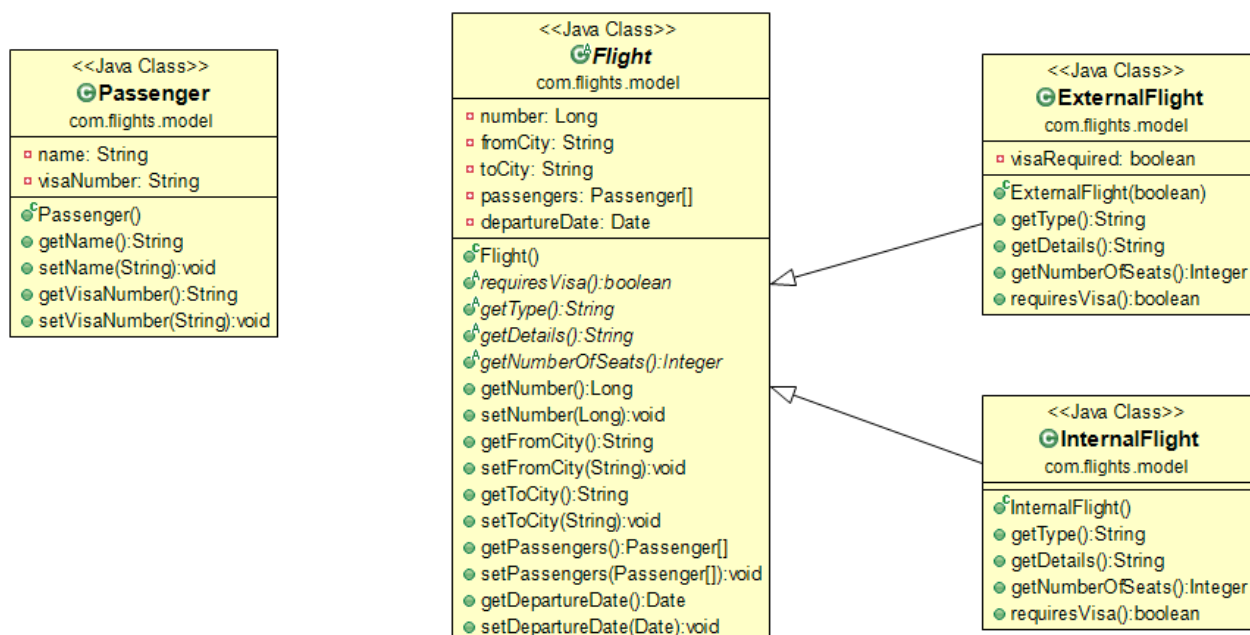 <<Java Class>>
Passenger
com.flights.model
name: String
visaNumber: String
Passenger()
getName():String
setName(String):void
getVisaNumber():String
setVisaNumber(String):void
<<Java Class>>
Flight
com.flights.model
number: Long
fromCity: String
toCity: String
passengers: Passenger[]
departureDate: Date
Flight()
requiresVisa():boolean
getType():String
getDetails():String
getNumberOfSeats():Integer
getNumber():Long
setNumber(Long):void
getFromCity():String
setFromCity(String):void
getToCity():String
setToCity(String):void
getPassengers():Passenger[]
setPassengers(Passenger[]):void
getDepartureDate():Date
setDepartureDate(Date):void
<<Java Class>>
ExternalFlight
com.flights.model
visaRequired: boolean
ExternalFlight(boolean)
getType():String
getDetails():String
getNumberOfSeats():Integer
requiresVisa():boolean
<<Java Class>>
InternalFlight
com.flights.model
InternalFlight()
getType():String
getDetails():String
getNumberOfSeats():Integer
requiresVisa():boolean